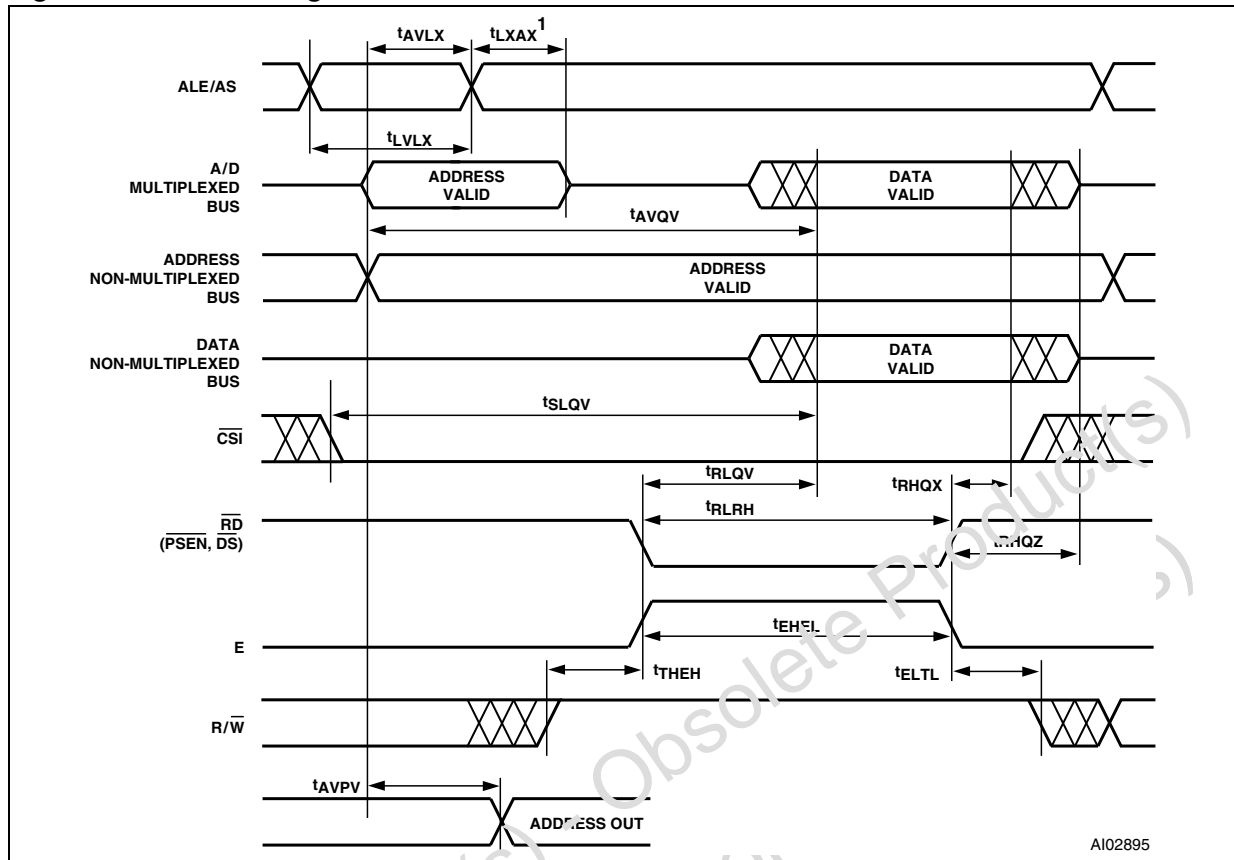 tAVLX
tLXAX1
ALE/AS
tLVLX
A/D
MULTIPLEXED
BUS
ADDRESS
VALID
DATA
VALID
tAVQV
ADDRESS
NON-MULTIPLEXED
BUS
ADDRESS
VALID
DATA
NON-MULTIPLEXED
BUS
DATA
VALID
tSLQV
CSI
tRLQV
tRHQX
tRLRH
RD
(PSEN, DS)
tRHQZ
tEHEL
E
tTHEH
tELTL
R/W
tAVPV
ADDRESS OUT
AI02895
Obsolete Product(s)